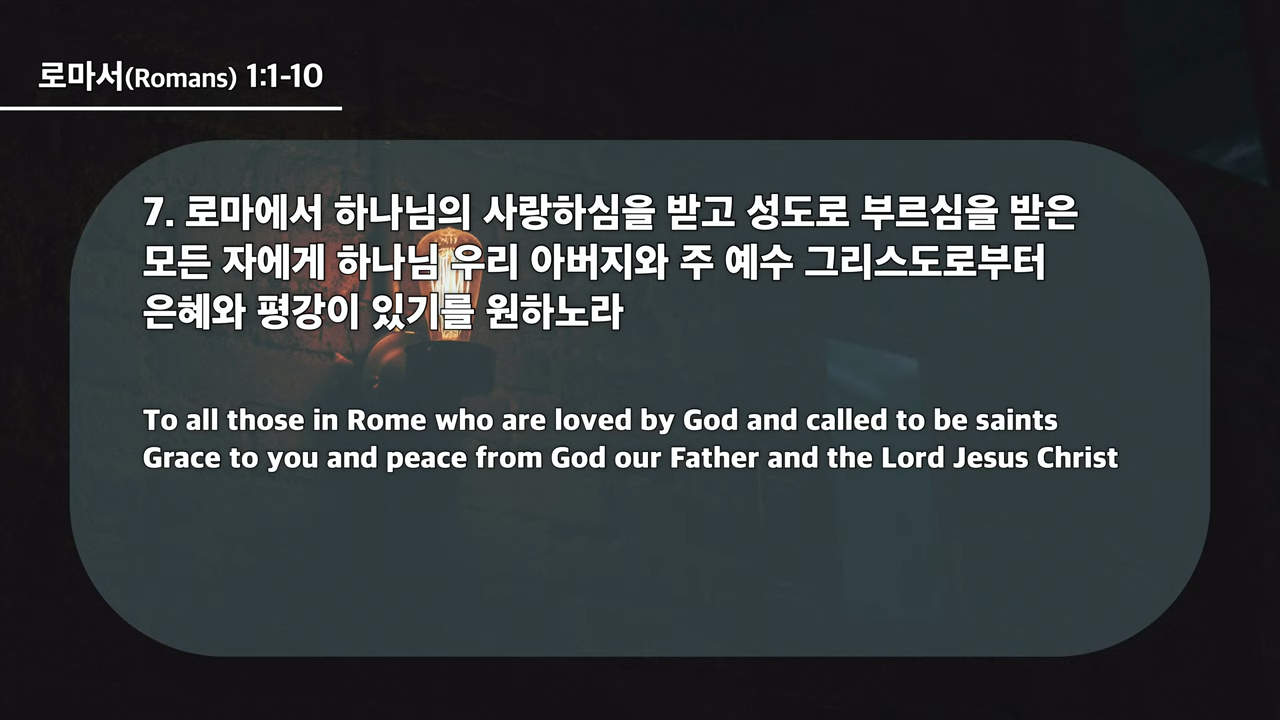 로마서(Romans) 1:1-10
7. 로마에서 하나님의 사랑하심을 받고 성도로 부르심을 받은
모든 자에게 하나님 우리 아버지와 주 예수 그리스도로부터
은혜와 평강이 있기를 원하노라
To all those in Rome who are loved by God and called to be saints
Grace to you and peace from God our Father and the Lord Jesus Christ